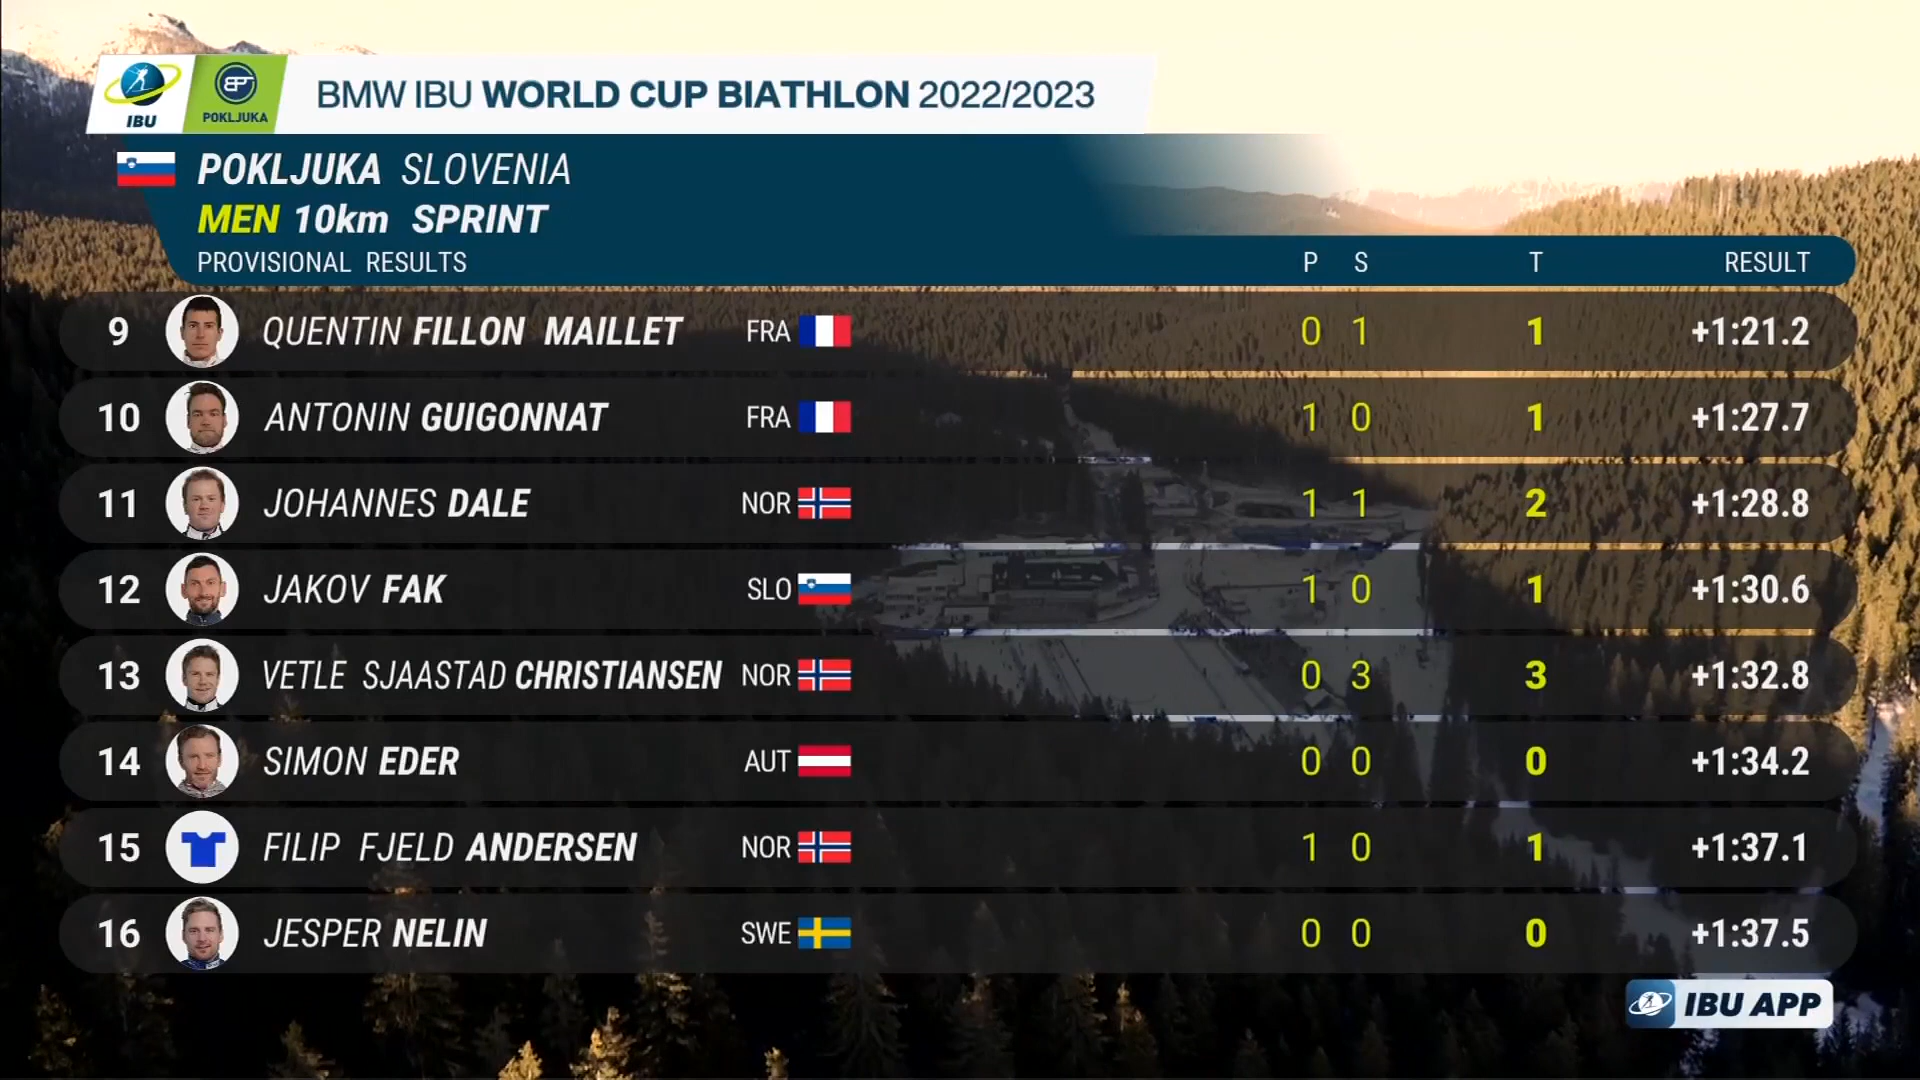 IBU
POKLJUKA
BMW IBU WORLD CUP BIATHLON 2022/2023
POKLJUKA SLOVENIA
MEN 10km SPRINT
PROVISIONAL RESULTS P S T RESULT
9 QUENTIN FILLON MAILLET FRA 0 1 1 +1:21.2
10 ANTONIN GUIGONNAT FRA 1 0 1 +1:27.7
11 JOHANNES DALE NOR 1 1 2 +1:28.8
12 JAKOV FAK SLO 1 0 1 +1:30.6
13 VETLE SJAASTAD CHRISTIANSEN NOR 0 3 3 +1:32.8
14 SIMON EDER AUT 0 0 0 +1:34.2
15 FILIP FJELD ANDERSEN NOR 1 0 1 +1:37.1
16 JESPER NELIN SWE 0 0 0 +1:37.5
IBU APP